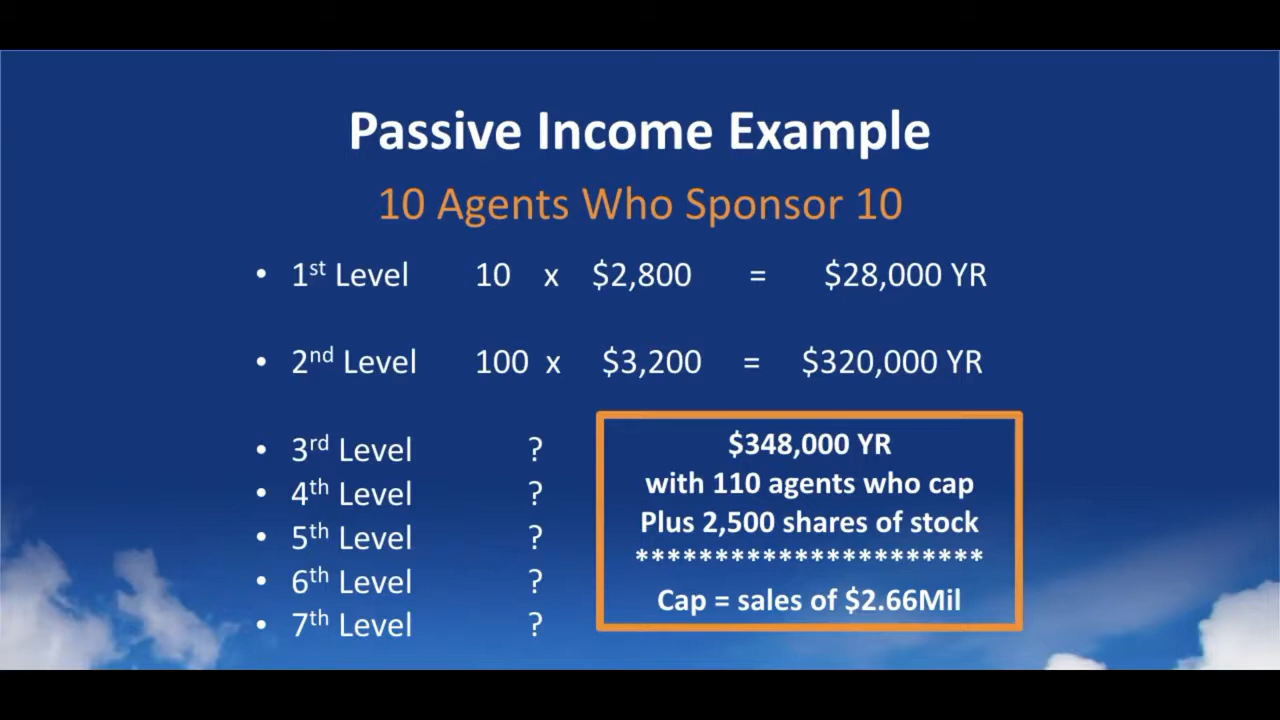 Passive Income Example
10 Agents Who Sponsor 10
• 1st Level 10 x $2,800 = $28,000 YR
• 2nd Level 100 x $3,200 = $320,000 YR
• 3rd Level ?
• 4th Level ?
• 5th Level ?
• 6th Level ?
• 7th Level ?
$348,000 YR
with 110 agents who cap
Plus 2,500 shares of stock
**********************
Cap = sales of $2.66Mil